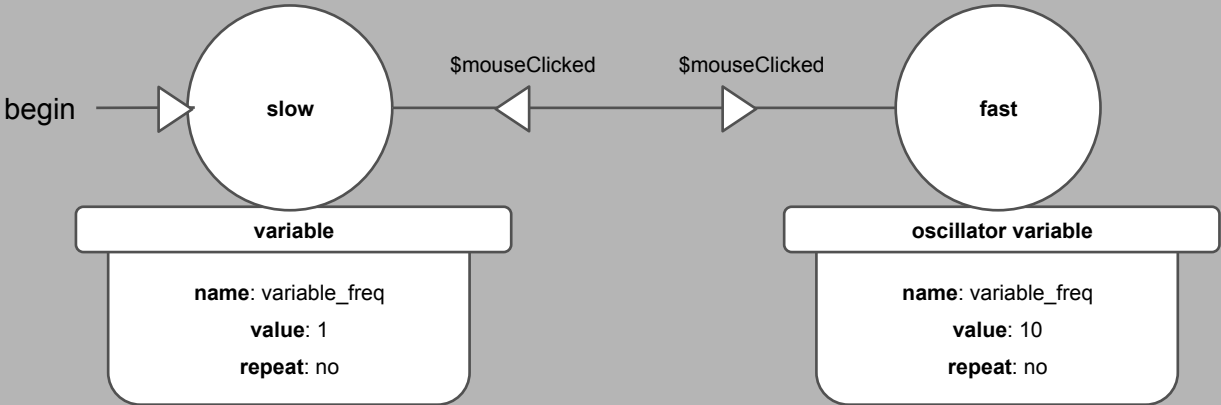 $mouseClicked $mouseClicked
begin slow fast
variable
name: variable_freq
value: 1
repeat: no
oscillator variable
name: variable_freq
value: 10
repeat: no